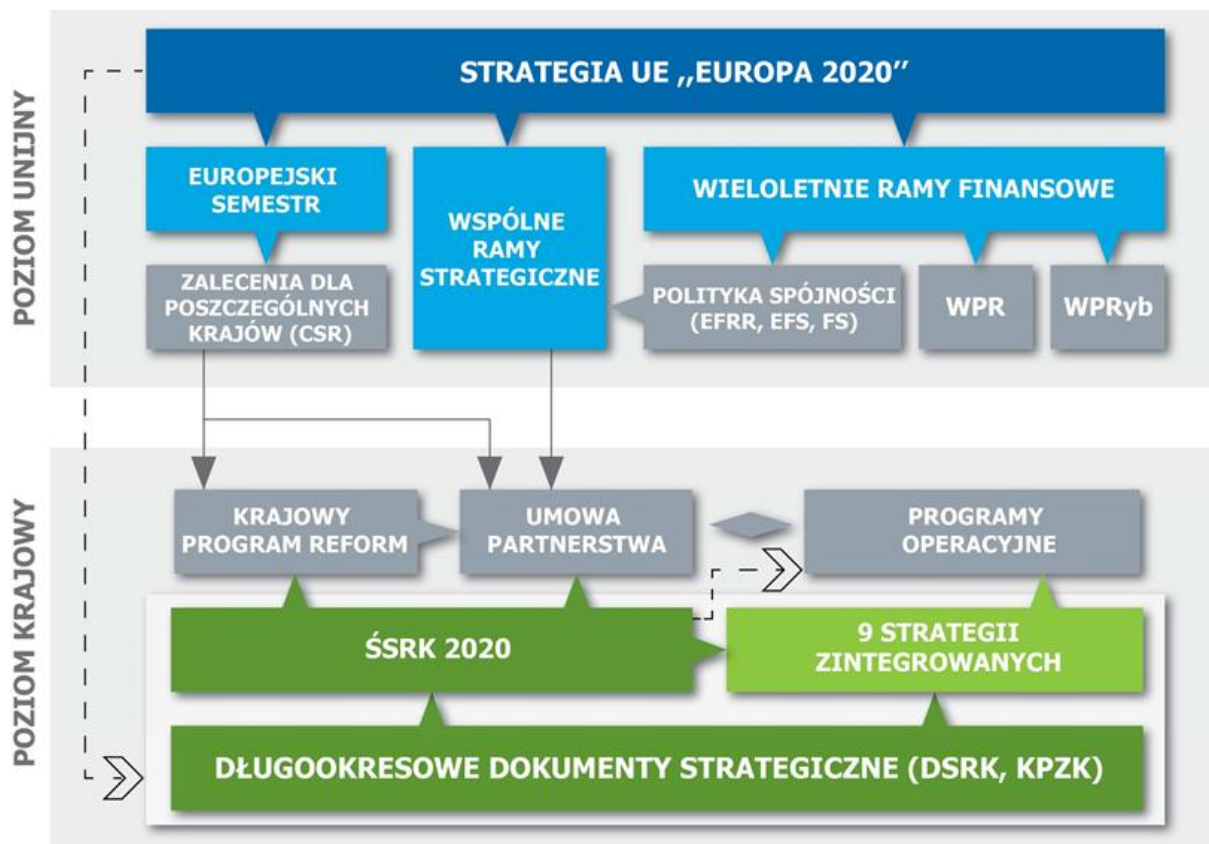 POZIOM UNIJNY
STRATEGIA UE ,,EUROPA 2020”
EUROPEJSKI
SEMESTR
WSPÓLNE
RAMY
STRATEGICZNE
WIELOLETNIE RAMY FINANSOWE
ZALECENIA DLA
POSZCZEGÓLNYCH
KRAJÓW (CSR)
POLITYKA SPÓJNOŚCI
(EFRR, EFS, FS)
WPR
WPRyb
POZIOM KRAJOWY
KRAJOWY
PROGRAM REFORM
UMOWA
PARTNERSTWA
PROGRAMY
OPERACYJNE
ŚSRK 2020
9 STRATEGII
ZINTEGROWANYCH
DŁUGOOKRESOWE DOKUMENTY STRATEGICZNE (DSRK, KPZK)